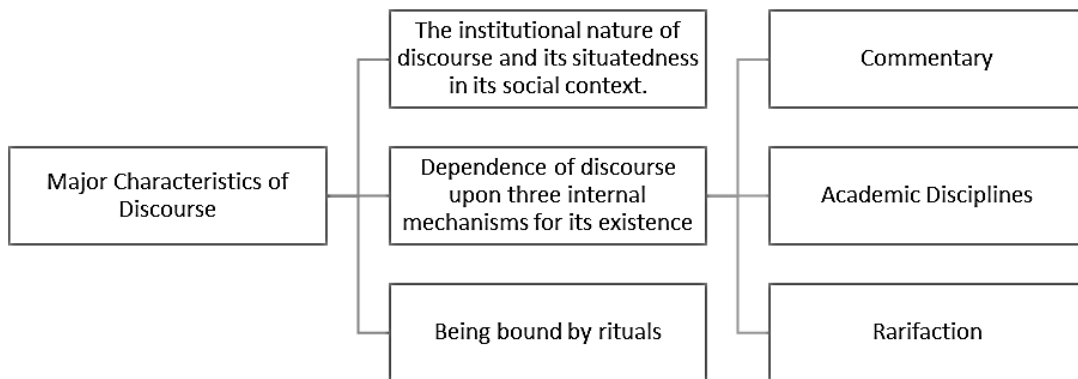 Major Characteristics of
Discourse
The institutional nature of
discourse and its situatedness
in its social context.
Dependence of discourse
upon three internal
mechanisms for its existence
Being bound by rituals
Commentary
Academic Disciplines
Rarifaction